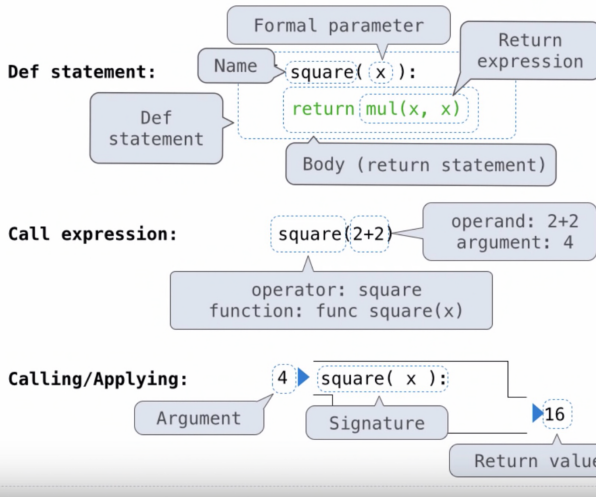 Formal parameter
Return
expression
Name
Def statement:
square( x ):
return mul(x, x)
Def
statement
Body (return statement)
Call expression:
square(2+2)
operand: 2+2
argument: 4
operator: square
function: func square(x)
Calling/Applying:
4
square( x ):
16
Argument
Signature
Return value